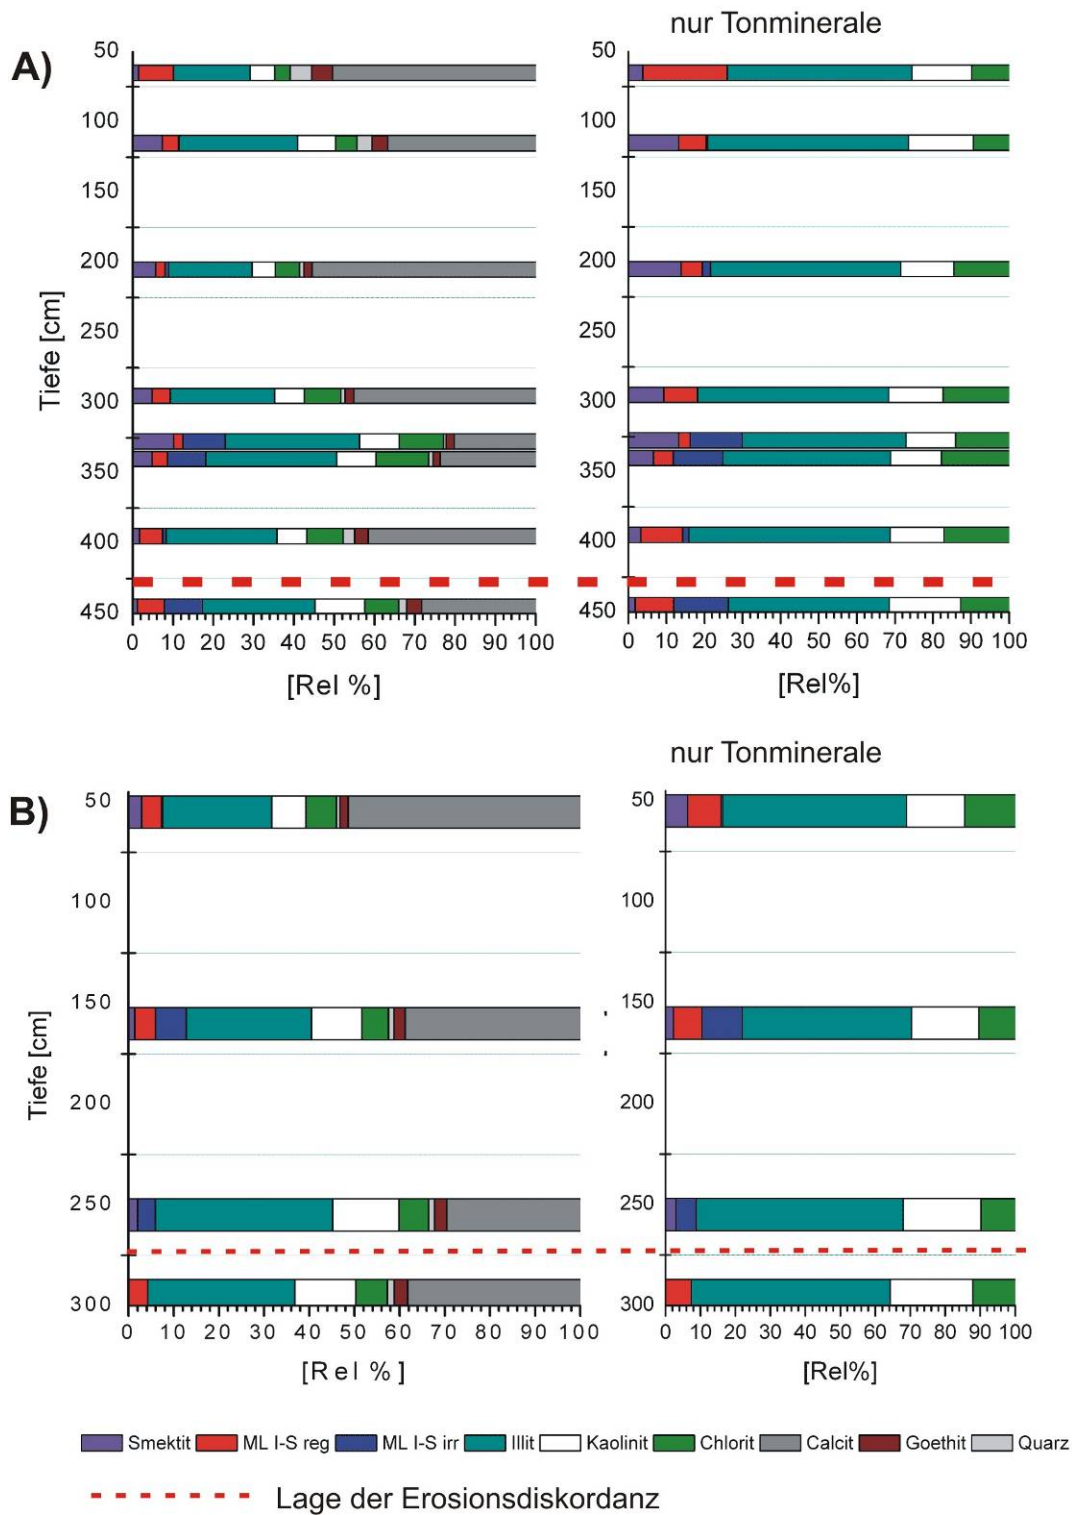 nur Tonminerale
A)
50
100
150
200
250
300
350
400
450
Tiefe [cm]
0 10 20 30 40 50 60 70 80 90 100
[Rel %]
50
100
150
200
250
300
350
400
450
0 10 20 30 40 50 60 70 80 90 100
[Rel%]
nur Tonminerale
B)
50
100
150
200
250
300
Tiefe [cm]
0 10 20 30 40 50 60 70 80 90 100
[Rel %]
50
100
150
200
250
300
0 10 20 30 40 50 60 70 80 90 100
[Rel%]
Smektit ML I-S reg ML I-S irr Illit Kaolinit Chlorit Calcit Goethit Quarz
Lage der Erosionsdiskordanz